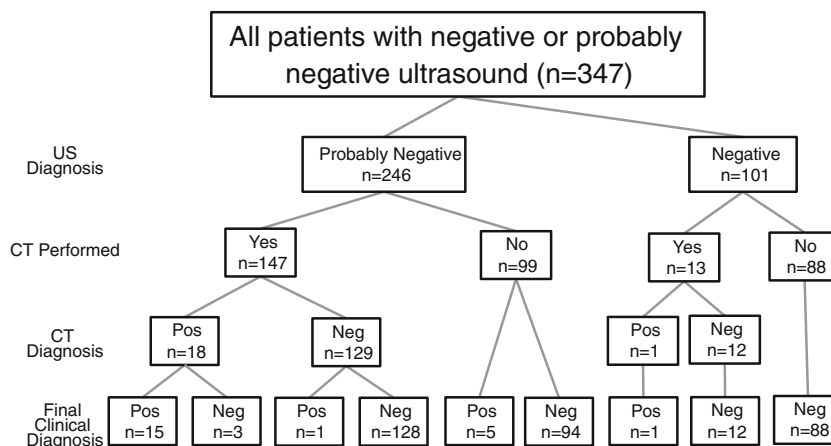 All patients with negative or probably
negative ultrasound (n=347)
US
Diagnosis
Probably Negative
n=246
Negative
n=101
CT Performed
Yes
n=147
No
n=99
Yes
n=13
No
n=88
CT
Diagnosis
Pos
n=18
Neg
n=129
Pos
n=1
Neg
n=12
Final
Clinical
Diagnosis
Pos
n=15
Neg
n=3
Pos
n=1
Neg
n=128
Pos
n=5
Neg
n=94
Pos
n=1
Neg
n=12
Neg
n=88